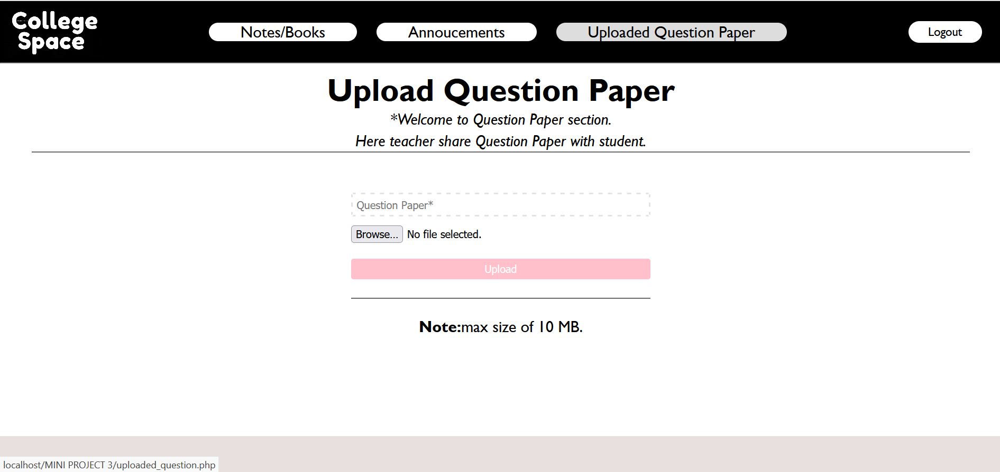 College
Space
Notes/Books
Annoucements
Uploaded Question Paper
Logout
Upload Question Paper
*Welcome to Question Paper section.
Here teacher share Question Paper with student.
Question Paper*
Browse... No file selected.
Upload
Note:max size of 10 MB.
localhost/MINI PROJECT 3/uploaded_question.php